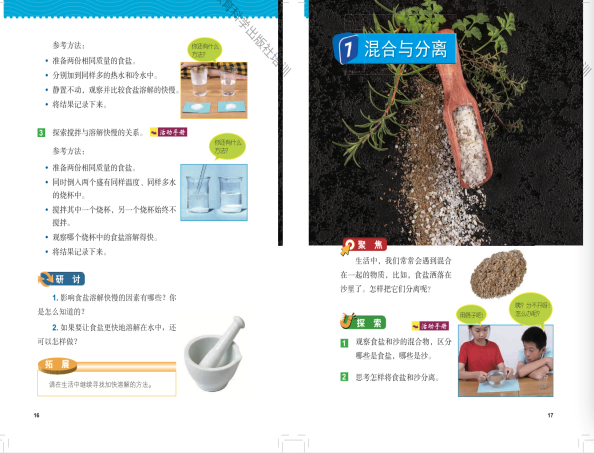 参考方法：
• 准备两份相同质量的食盐。
• 分别加到同样多的热水和冷水中。
• 静置不动，观察并比较食盐溶解的快慢。
• 将结果记录下来。
你还有什么
方法？
3 探索搅拌与溶解快慢的关系。 活动手册
参考方法：
你还有什么
方法？
• 准备两份相同质量的食盐。
• 同时倒入两个盛有同样温度、同样多水
的烧杯中。
• 搅拌其中一个烧杯，另一个烧杯始终不
搅拌。
• 观察哪个烧杯中的食盐溶解得快。
• 将结果记录下来。
研 讨
1. 影响食盐溶解快慢的因素有哪些？你
是怎么知道的？
2. 如果要让食盐更快地溶解在水中，还
可以怎样做？
拓 展
请在生活中继续寻找加快溶解的方法。
16
科学出版社培训
1 混合与分离
聚 焦
生活中，我们常常会遇到混合
在一起的物质，比如，食盐洒落在
沙里了。怎样把它们分离呢？
探 索
活动手册
用筛子吧！
咦？分不开呀！
怎么办呢？
1 观察食盐和沙的混合物，区分
哪些是食盐，哪些是沙。
2 思考怎样将食盐和沙分离。
17